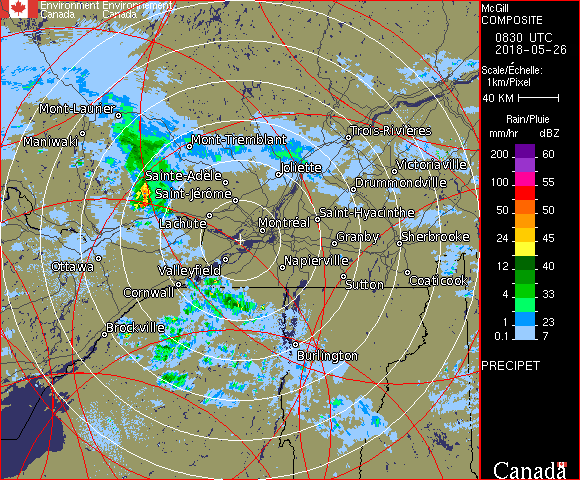 Environment Environnement
Canada Canada
McGill
COMPOSITE
0830 UTC
2018-05-26
Scale/Échelle:
1km/Pixel
40 KM
Rain/Pluie
mm/hr dBZ
200 60
150 57
100 55
50 50
24 45
12 40
4 33
1 23
0.1 7
PRECIPET
Canada
Mont-Laurier
Maniwaki
Mont-Tremblant
Trois-Rivières
Victoriaville
Joliette
Sainte-Adèle
Drummondville
Saint-Jérôme
Saint-Hyacinthe
Lachute
Montréal
Granby
Sherbrooke
Ottawa
Valleyfield
Napierville
Cornwall
Sutton
Coaticook
Brockville
Burlington